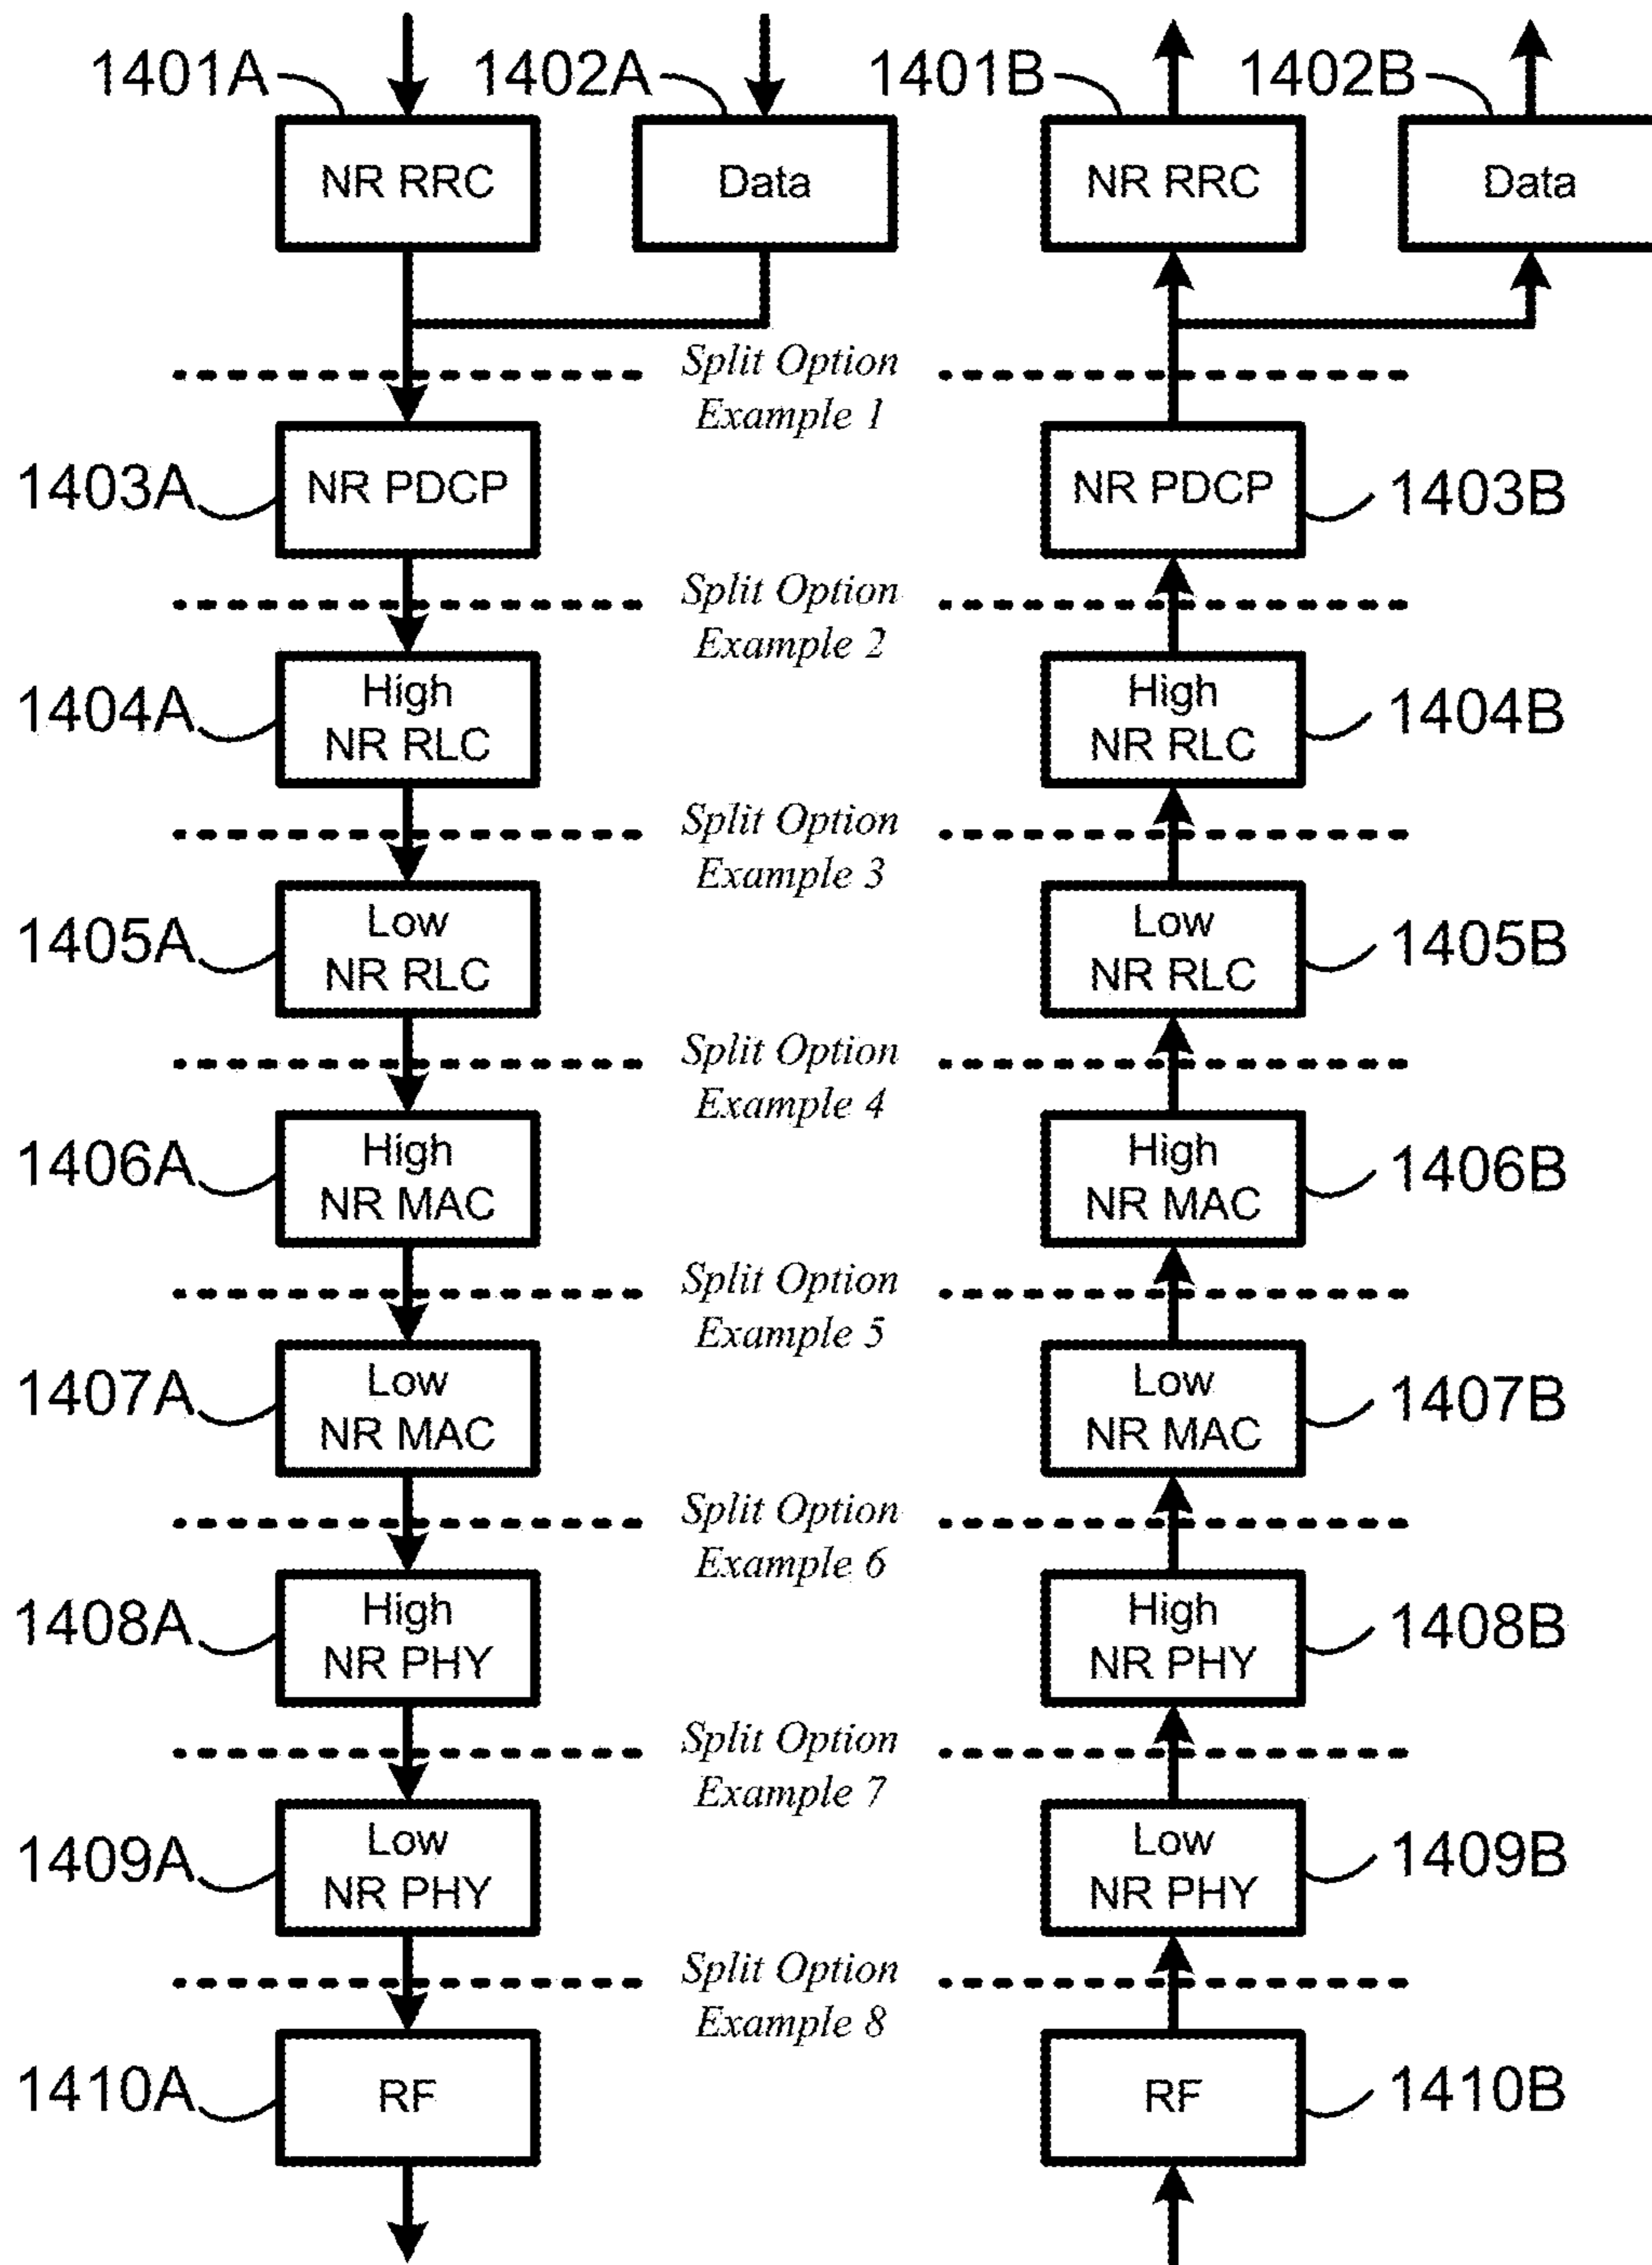 1401A 1402A 1401B 1402B
NR RRC Data NR RRC Data
Split Option
Example 1
1403A NR PDCP NR PDCP 1403B
Split Option
Example 2
1404A High NR RLC High NR RLC 1404B
Split Option
Example 3
1405A Low NR RLC Low NR RLC 1405B
Split Option
Example 4
1406A High NR MAC High NR MAC 1406B
Split Option
Example 5
1407A Low NR MAC Low NR MAC 1407B
Split Option
Example 6
1408A High NR PHY High NR PHY 1408B
Split Option
Example 7
1409A Low NR PHY Low NR PHY 1409B
Split Option
Example 8
1410A RF RF 1410B